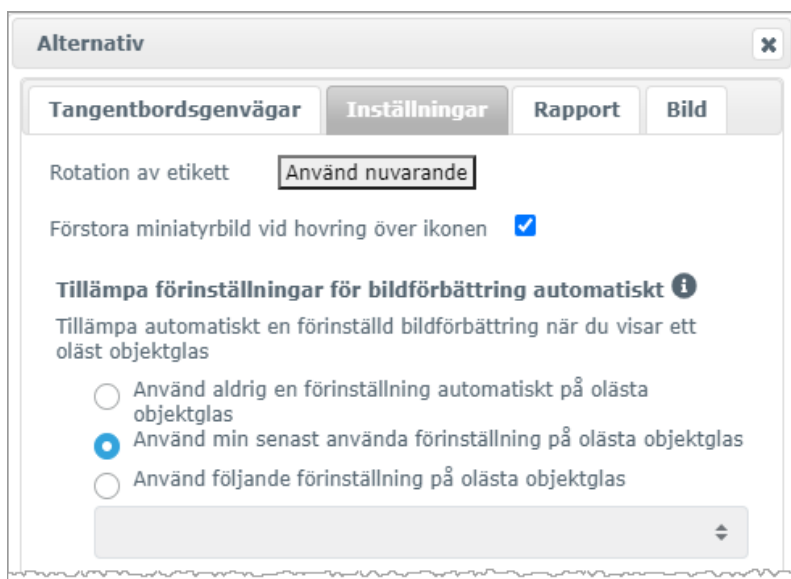 Alternativ
Tangentbordsgenvägar Inställningar Rapport Bild
Rotation av etikett Använd nuvarande
Förstora miniatyrbild vid hovring över ikonen
Tillämpa förinställningar för bildförbättring automatiskt
Tillämpa automatiskt en förinställd bildförbättring när du visar ett
oläst objektglas
Använd aldrig en förinställning automatiskt på olästa
objektglas
Använd min senast använda förinställning på olästa objektglas
Använd följande förinställning på olästa objektglas